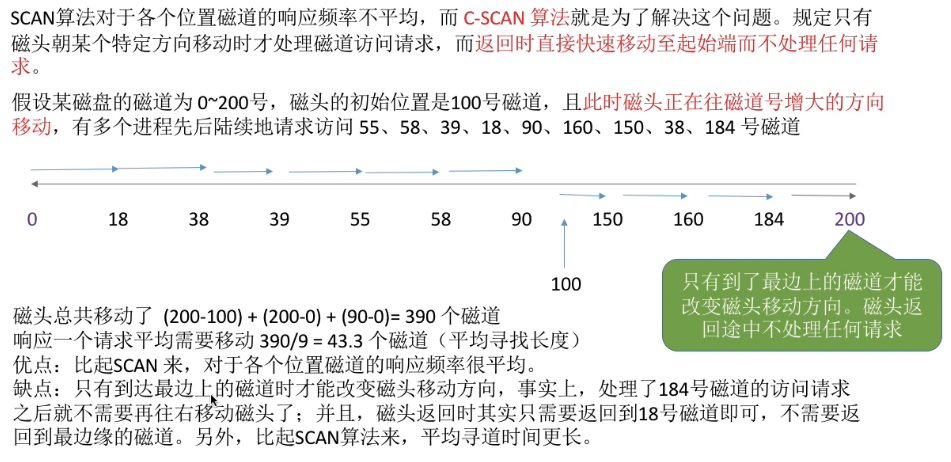 SCAN算法对于各个位置磁道的响应频率不平均，而 C-SCAN 算法就是为了解决这个问题。规定只有
磁头朝某个特定方向移动时才处理磁道访问请求，而返回时直接快速移动至起始端而不处理任何请
求。
假设某磁盘的磁道为 0~200号，磁头的初始位置是100号磁道，且此时磁头正在往磁道号增大的方向
移动，有多个进程先后陆续地请求访问 55、58、39、18、90、160、150、38、184 号磁道
0 18 38 39 55 58 90 150 160 184 200
100
只有到了最边上的磁道才能
改变磁头移动方向。磁头返
回途中不处理任何请求
磁头总共移动了 (200-100) + (200-0) + (90-0)= 390 个磁道
响应一个请求平均需要移动 390/9 = 43.3 个磁道（平均寻找长度）
优点：比起SCAN 来，对于各个位置磁道的响应频率很平均。
缺点：只有到达最边上的磁道时才能改变磁头移动方向，事实上，处理了184号磁道的访问请求
之后就不需要再往右移动磁头了；并且，磁头返回时其实只需要返回到18号磁道即可，不需要返
回到最边缘的磁道。另外，比起SCAN算法来，平均寻道时间更长。